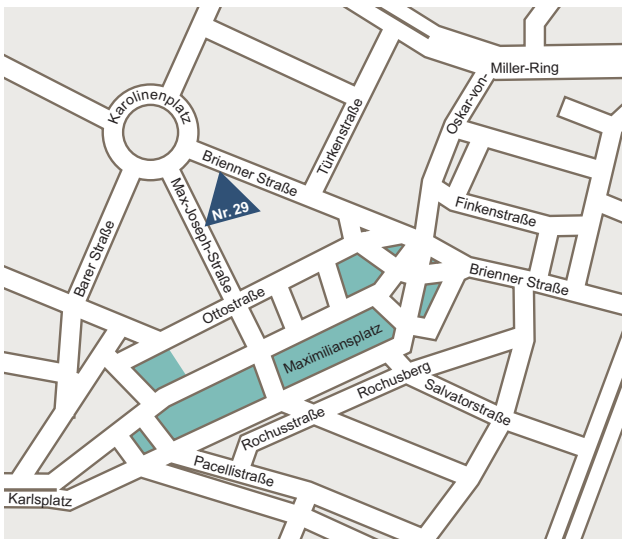 Miller-Ring
Oskar-von-
Karolinenplatz
Türkenstraße
Brienner Straße
Nr. 29
Max-Joseph-Straße
Finkenstraße
Barer Straße
Brienner Straße
Ottostraße
Maximiliansplatz
Rochusberg
Salvatorstraße
Rochusstraße
Pacellistraße
Karlsplatz